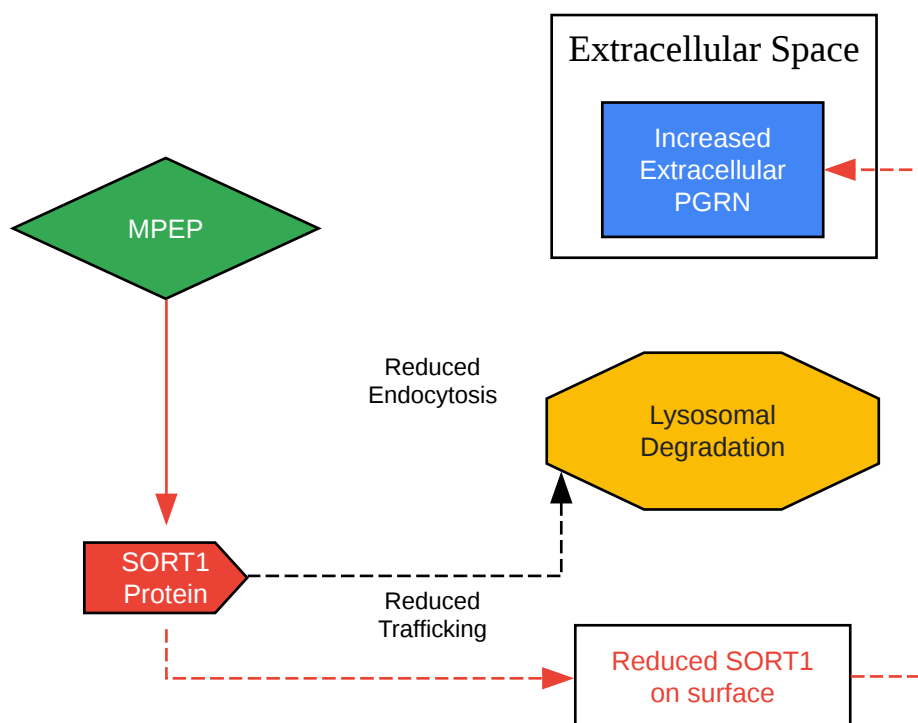 Extracellular Space
Increased
Extracellular
PGRN
MPEP
Reduced
Endocytosis
Lysosomal
Degradation
SORT1
Protein
Reduced
Trafficking
Reduced SORT1
on surface